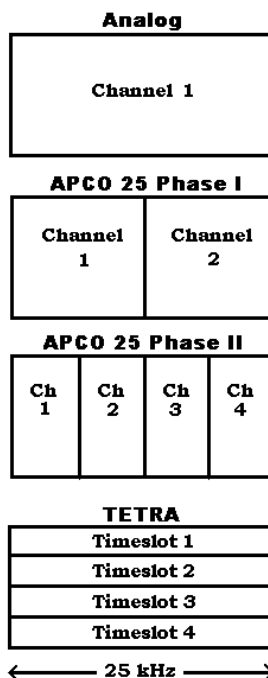 Analog
Channel 1
APCO 25 Phase I
Channel Channel
1 2
APCO 25 Phase II
Ch Ch Ch Ch
1 2 3 4
TETRA
Timeslot 1
Timeslot 2
Timeslot 3
Timeslot 4
25 kHz